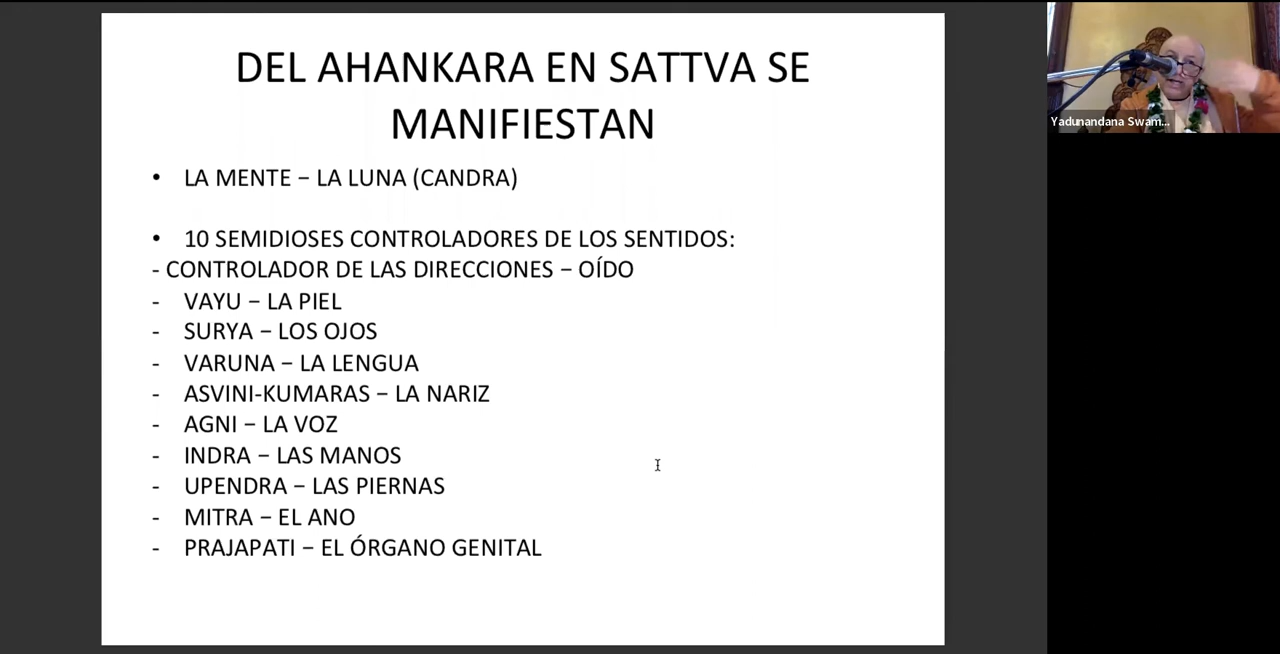 DEL AHANKARA EN SATTVA SE
MANIFIESTAN
• LA MENTE – LA LUNA (CANDRA)
• 10 SEMIDIOSES CONTROLADORES DE LOS SENTIDOS:
- CONTROLADOR DE LAS DIRECCIONES – OÍDO
- VAYU – LA PIEL
- SURYA – LOS OJOS
- VARUNA – LA LENGUA
- ASVINI-KUMARAS – LA NARIZ
- AGNI – LA VOZ
- INDRA – LAS MANOS
- UPENDRA – LAS PIERNAS
- MITRA – EL ANO
- PRAJAPATI – EL ÓRGANO GENITAL
Yadunandana Swam...